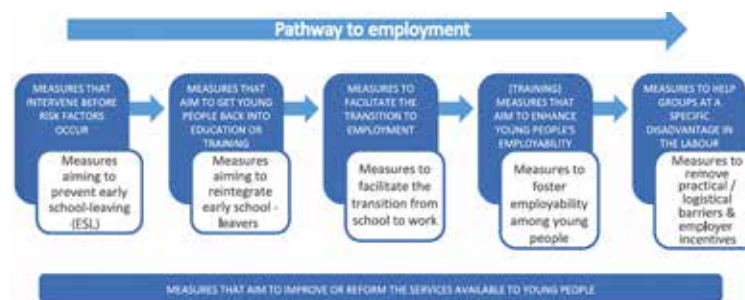 Pathway to employment
MEASURES THAT
INTERVENE BEFORE
RISK FACTORS
OCCUR
Measures
aiming to
prevent early
school-leaving
(ESL)
MEASURES THAT
AIM TO GET YOUNG
PEOPLE BACK INTO
EDUCATION OR
TRAINING
Measures
aiming to
reintegrate
early school -
leavers
MEASURES TO
FACILITATE THE
TRANSITION TO
EMPLOYMENT
Measures to
facilitate the
transition from
school to work
(TRAINING)
MEASURES THAT
AIM TO ENHANCE
YOUNG PEOPLE'S
EMPLOYABILITY
Measures to
foster
employability
among young
people
MEASURES TO HELP
GROUPS AT A
SPECIFIC
DISADVANTAGE IN
THE LABOUR
Measures to
remove
practical /
logistical
barriers &
employer
incentives
MEASURES THAT AIM TO IMPROVE OR REFORM THE SERVICES AVAILABLE TO YOUNG PEOPLE